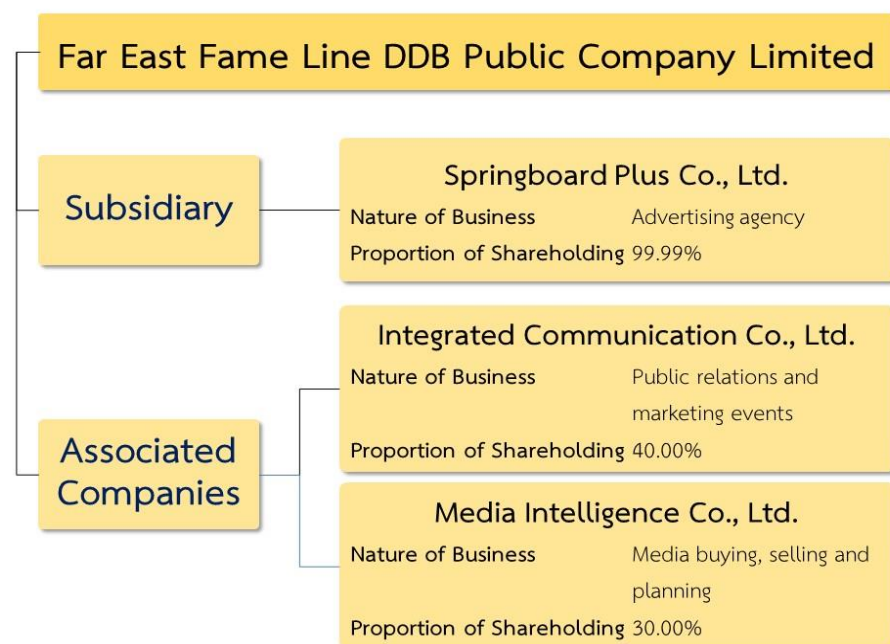 Far East Fame Line DDB Public Company Limited
Subsidiary
Springboard Plus Co., Ltd.
Nature of Business Advertising agency
Proportion of Shareholding 99.99%
Associated
Companies
Integrated Communication Co., Ltd.
Nature of Business Public relations and
marketing events
Proportion of Shareholding 40.00%
Media Intelligence Co., Ltd.
Nature of Business Media buying, selling and
planning
Proportion of Shareholding 30.00%